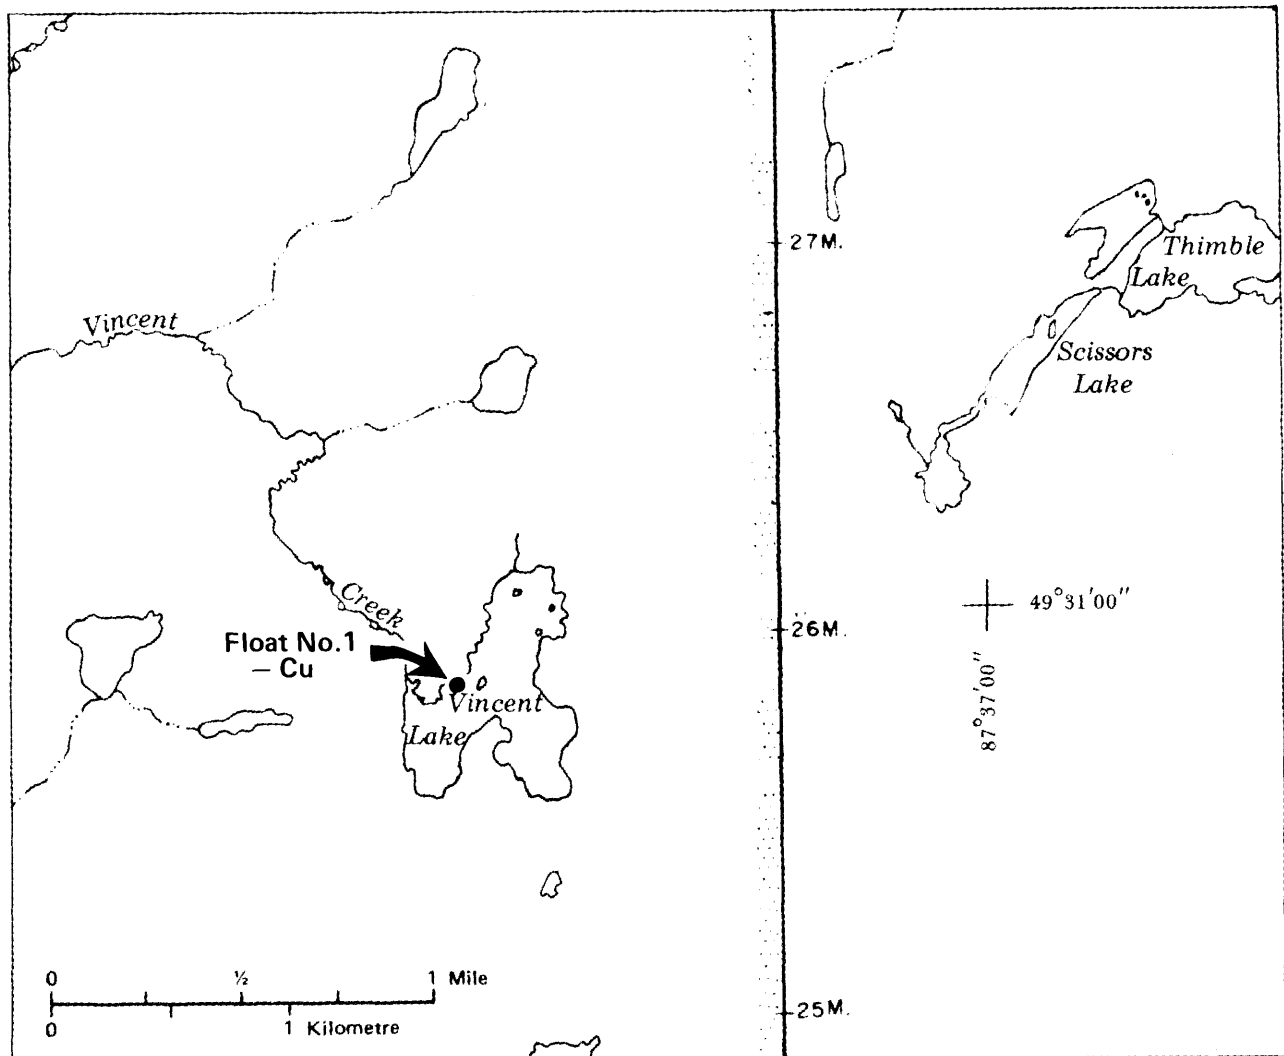 27M.
Thimble
Lake
Vincent
Scissors
Lake
Creek
49°31'00"
26M.
Float No.1
– Cu
87°37'00"
Vincent
Lake
0 ½ 1 Mile
25M.
0 1 Kilometre